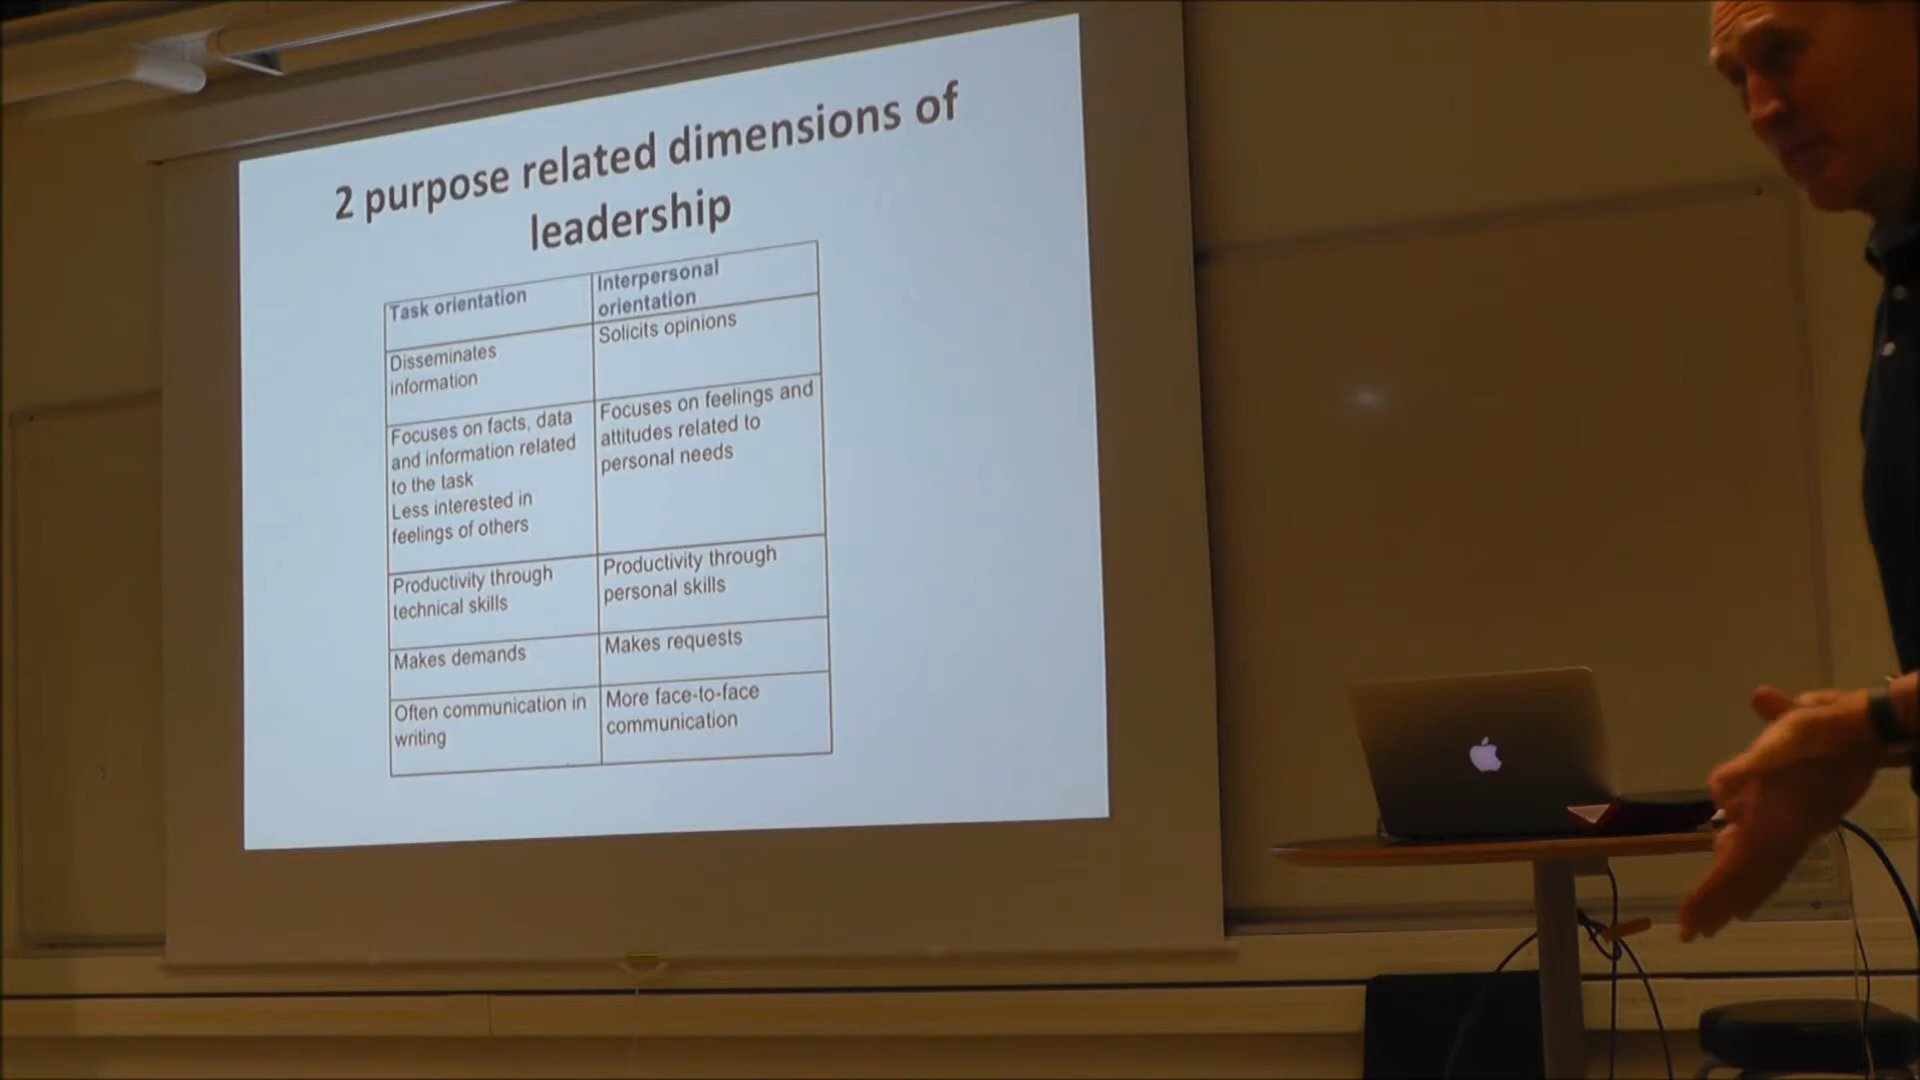 2 purpose related dimensions of
leadership
Task orientation
Interpersonal
orientation
Disseminates
information
Solicits opinions
Focuses on facts, data
and information related
to the task
Less interested in
feelings of others
Focuses on feelings and
attitudes related to
personal needs
Productivity through
technical skills
Productivity through
personal skills
Makes demands
Makes requests
Often communication in
writing
More face-to-face
communication